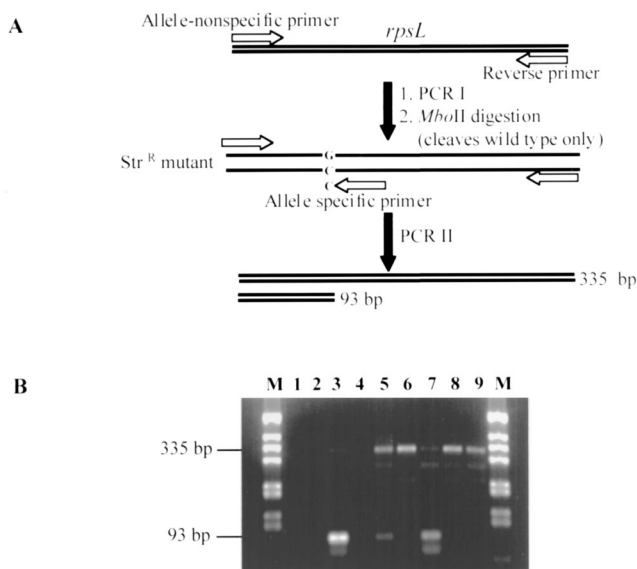 A
Allele-nonspecific primer
rpsL
Reverse primer
1. PCR I
2. MboII digestion
(cleaves wild type only)
Str R mutant
G
C
C
Allele specific primer
PCR II
335 bp
93 bp
B
M 1 2 3 4 5 6 7 8 9 M
335 bp
93 bp